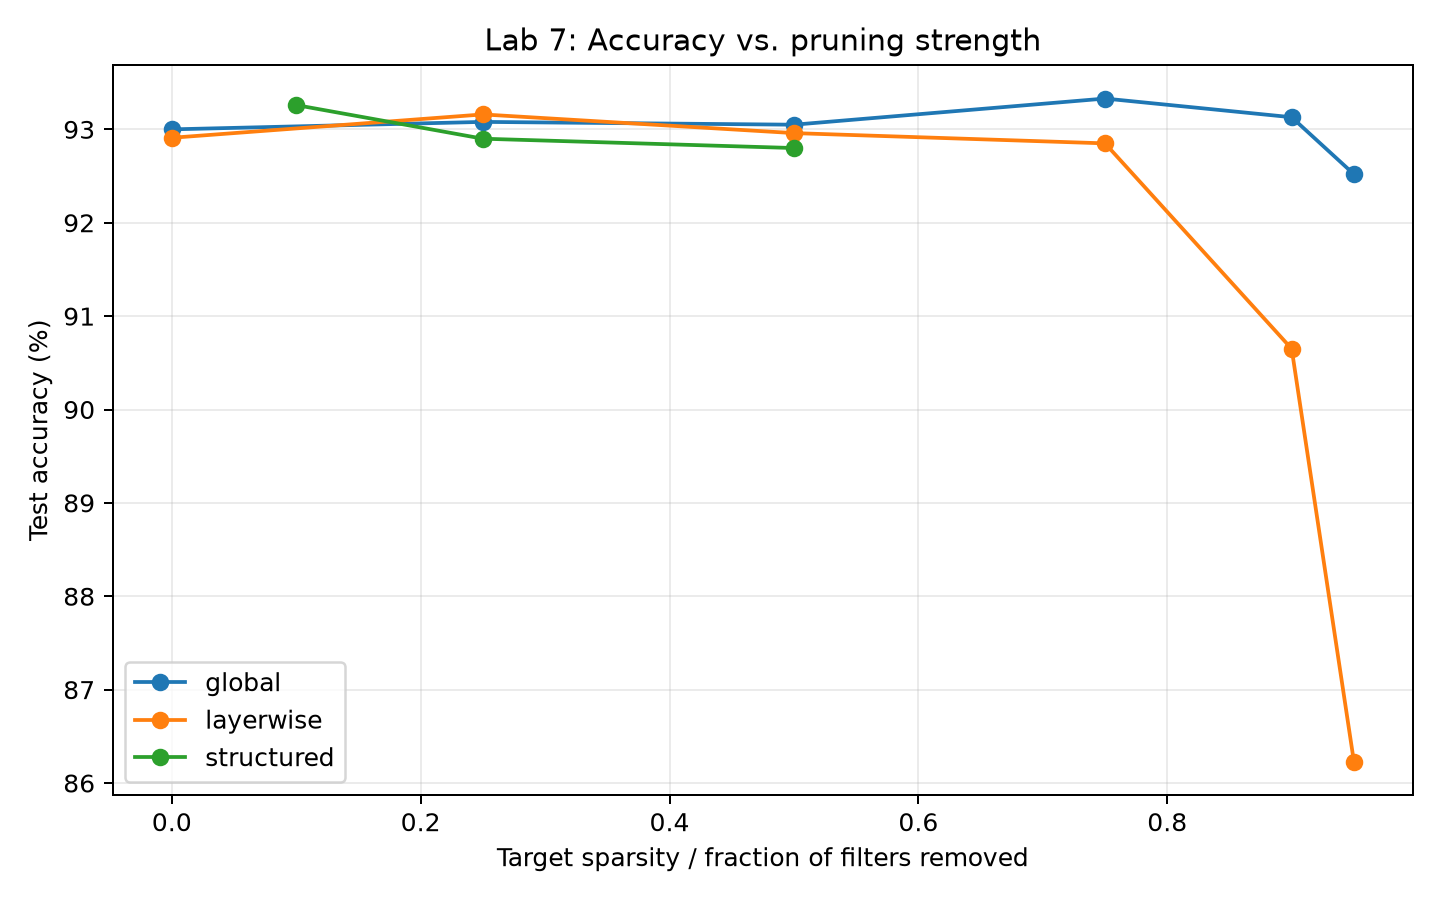 Lab 7: Accuracy vs. pruning strength
Test accuracy (%)
93
92
91
90
89
88
87
86
global
layerwise
structured
0.0 0.2 0.4 0.6 0.8
Target sparsity / fraction of filters removed